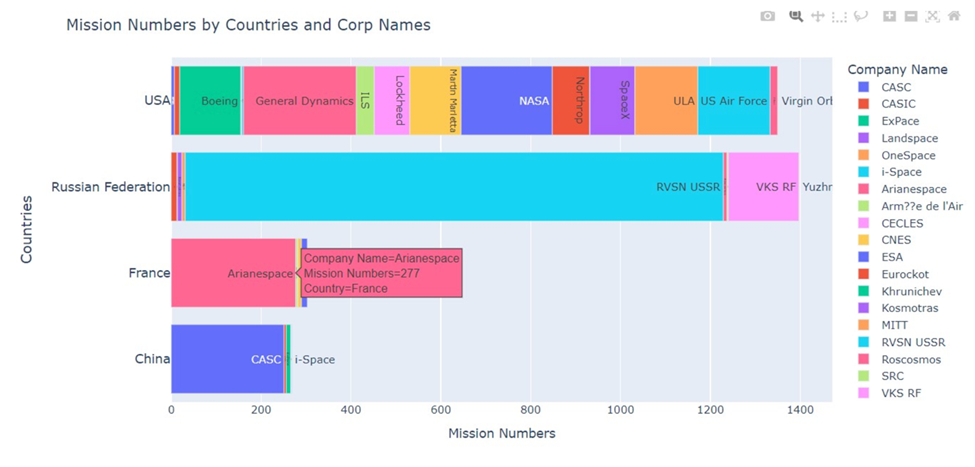 Mission Numbers by Countries and Corp Names
Company Name
CASC
CASIC
ExPace
Landspace
OneSpace
i-Space
Arianespace
Arm??e de l'Air
CECLES
CNES
ESA
Eurockot
Khrunichev
Kosmotras
MITT
RVSN USSR
Roscosmos
SRC
VKS RF
Countries
USA
Boeing
General Dynamics
ILS
Lockheed
Martin Marietta
NASA
Northrop
SpaceX
ULA
US Air Force
Virgin Orb
Russian Federation
RVSN USSR
VKS RF
Yuzhn
France
Arianespace
Company Name=Arianespace
Mission Numbers=277
Country=France
China
CASC
i-Space
0 200 400 600 800 1000 1200 1400
Mission Numbers